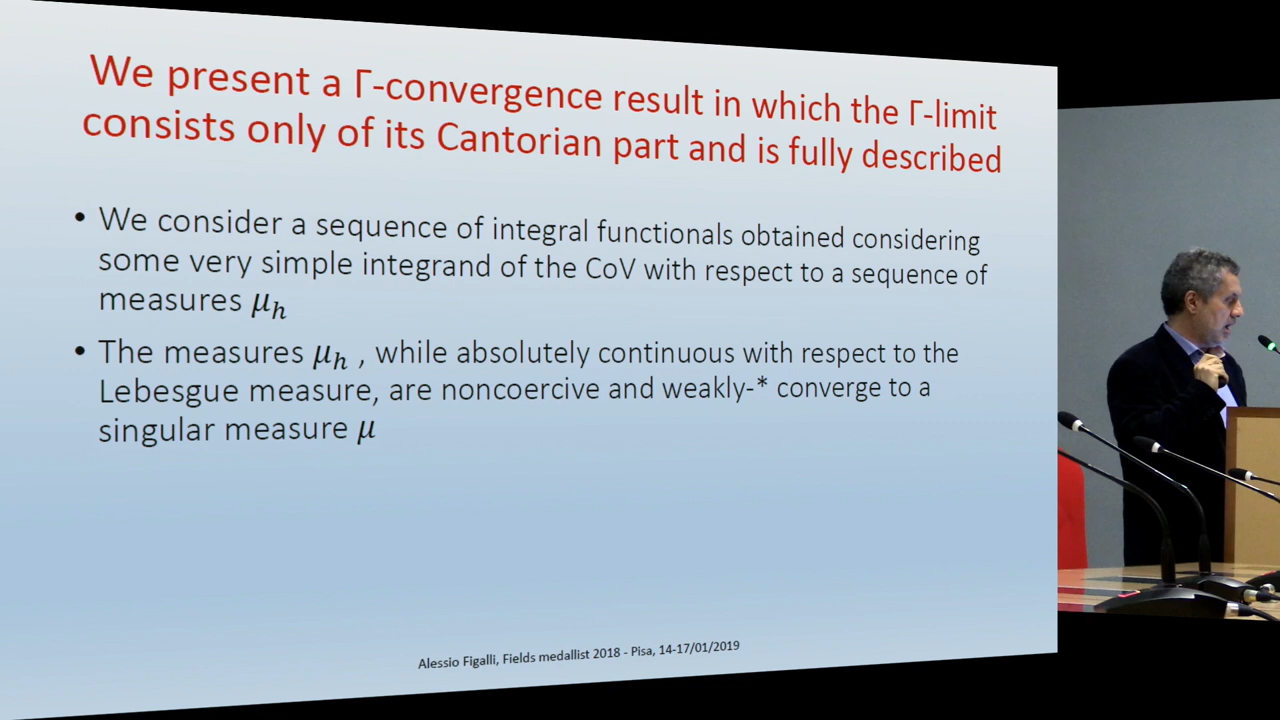 We present a Γ-convergence result in which the Γ-limit
consists only of its Cantorian part and is fully described
• We consider a sequence of integral functionals obtained considering
some very simple integrand of the CoV with respect to a sequence of
measures μₕ
• The measures μₕ , while absolutely continuous with respect to the
Lebesgue measure, are noncoercive and weakly-* converge to a
singular measure μ
Alessio Figalli, Fields medallist 2018 - Pisa, 14-17/01/2019